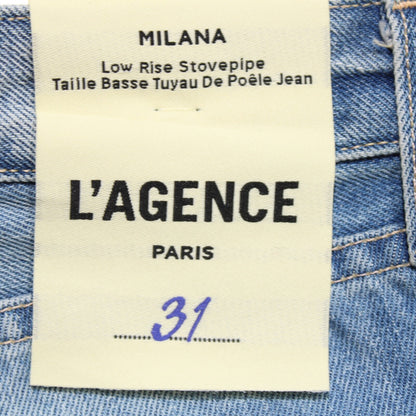 MILANA
Low Rise Stovepipe
Taille Basse Tuyau De Poêle Jean
L'AGENCE
PARIS
31